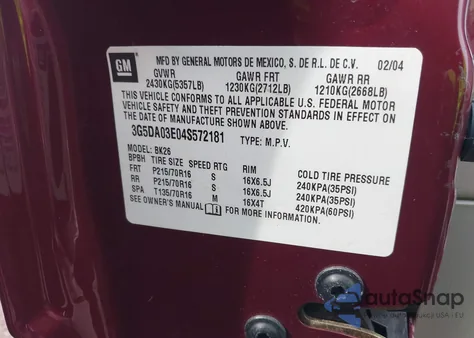 GM
MFD BY GENERAL MOTORS DE MEXICO, S. DE R.L. DE C.V. 02/04
GVWR GAWR FRT GAWR RR
2430KG(5357LB) 1230KG(2712LB) 1210KG(2668LB)
THIS VEHICLE CONFORMS TO ALL APPLICABLE U.S. FEDERAL MOTOR
VEHICLE SAFETY AND THEFT PREVENTION STANDARDS IN EFFECT ON
THE DATE OF MANUFACTURE SHOWN ABOVE.
3G5DA03E04S572181 TYPE: M.P.V.
MODEL: BK26
BPBH TIRE SIZE SPEED RTG RIM COLD TIRE PRESSURE
FRT P215/70R16 S 16X6.5J 240KPA(35PSI)
RR P215/70R16 S 16X6.5J 240KPA(35PSI)
SPA T135/70R16 M 16X4T 420KPA(60PSI)
SEE OWNER'S MANUAL FOR MORE INFORMATION.
autaSnap